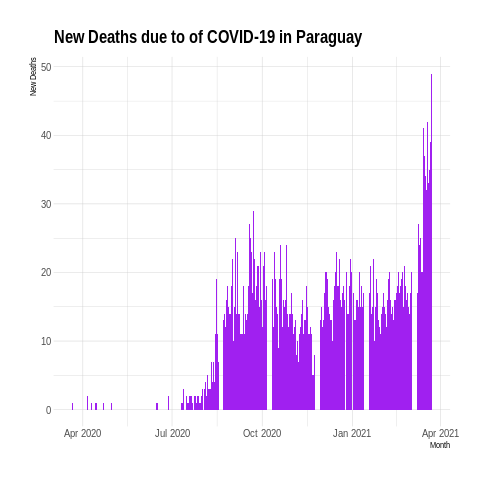 New Deaths due to of COVID-19 in Paraguay
New Deaths
50
40
30
20
10
0
Apr 2020 Jul 2020 Oct 2020 Jan 2021 Apr 2021
Month